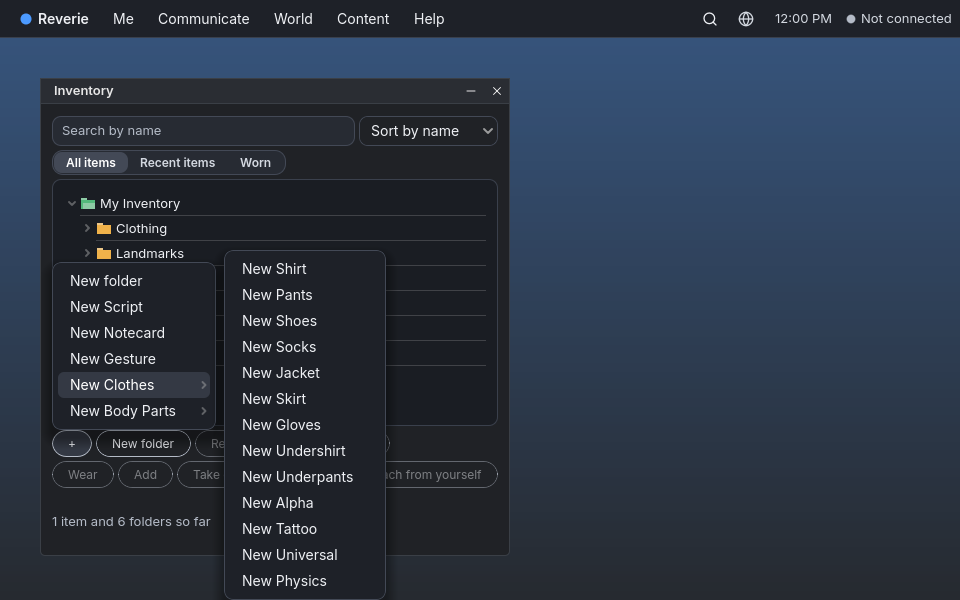 Reverie Me Communicate World Content Help 12:00 PM Not connected
Inventory
Search by name Sort by name
All items Recent items Worn
My Inventory
Clothing
Landmarks
New folder
New Script
New Notecard
New Gesture
New Clothes
New Body Parts
New Shirt
New Pants
New Shoes
New Socks
New Jacket
New Skirt
New Gloves
New Undershirt
New Underpants
New Alpha
New Tattoo
New Universal
New Physics
+ New folder
Wear Add Take from yourself
1 item and 6 folders so far